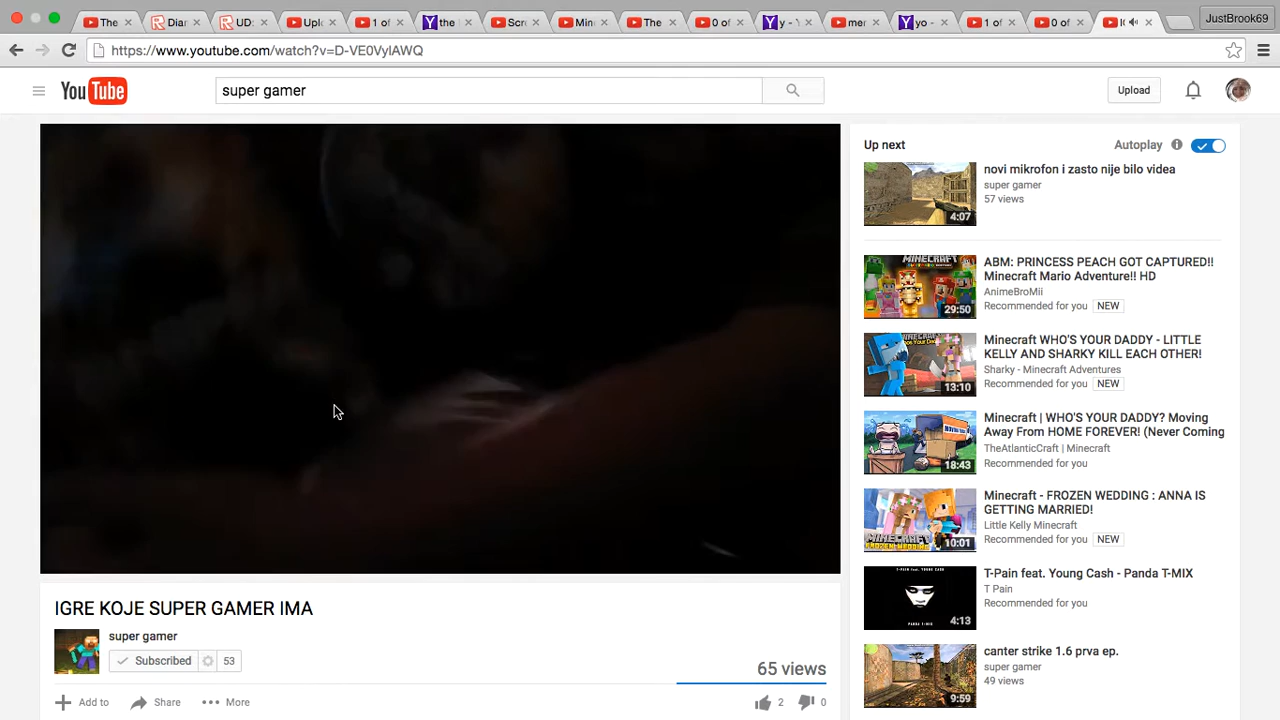 The
Diar
UD:
Uplo
1 of
the
Scr
Min
The
0 of
y -
mer
yo -
1 of
0 of
JustBrook69
https://www.youtube.com/watch?v=D-VE0VylAWQ
YouTube
super gamer
Upload
Up next
Autoplay
novi mikrofon i zasto nije bilo videa
super gamer
57 views
4:07
ABM: PRINCESS PEACH GOT CAPTURED!!
Minecraft Mario Adventure!! HD
AnimeBroMii
Recommended for you NEW
MINECRAFT
29:50
Minecraft WHO'S YOUR DADDY - LITTLE
KELLY AND SHARKY KILL EACH OTHER!
Sharky - Minecraft Adventures
Recommended for you NEW
13:10
Minecraft | WHO'S YOUR DADDY? Moving
Away From HOME FOREVER! (Never Coming
TheAtlanticCraft | Minecraft
Recommended for you
18:43
Minecraft - FROZEN WEDDING : ANNA IS
GETTING MARRIED!
Little Kelly Minecraft
Recommended for you NEW
MINECRAFT
FROZEN WEDDING
10:01
T-Pain feat. Young Cash - Panda T-MIX
T Pain
Recommended for you
4:13
canter strike 1.6 prva ep.
super gamer
49 views
9:59
IGRE KOJE SUPER GAMER IMA
super gamer
Subscribed 53
65 views
Add to Share More
2 0